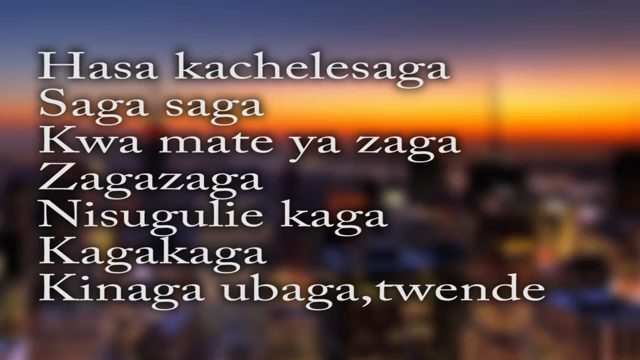 Hasa kachelesaga
Saga saga
Kwa mate ya zaga
Zagazaga
Nisugulie kaga
Kagakaga
Kinaga ubaga,twende